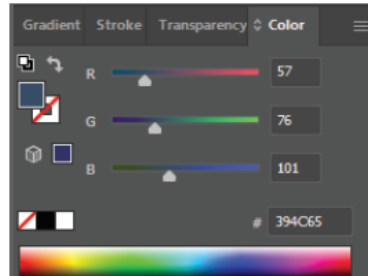 Gradient Stroke Transparency Color
R 57
G 76
B 101
# 394C65